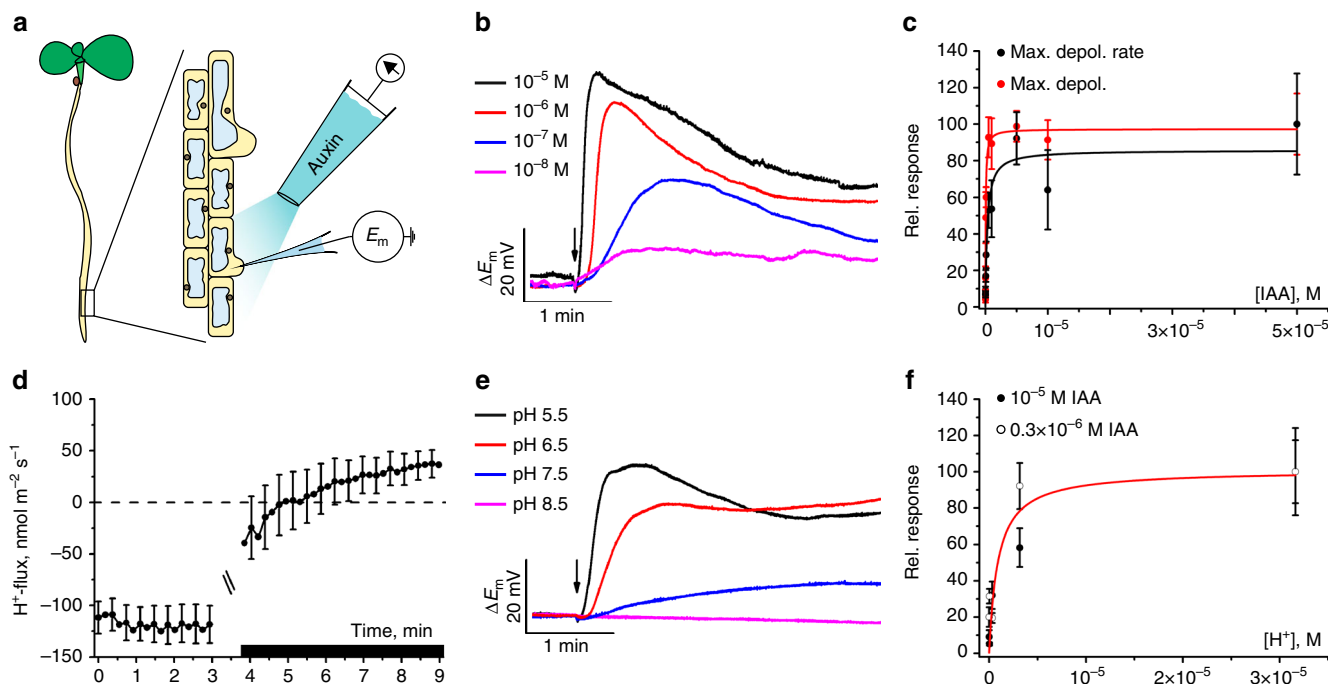 a
Auxin
E_m
b
10⁻⁵ M
10⁻⁶ M
10⁻⁷ M
10⁻⁸ M
ΔE_m
20 mV
1 min
c
Max. depol. rate
Max. depol.
Rel. response
140
120
100
80
60
40
20
0
[IAA], M
0
10⁻⁵
3×10⁻⁵
5×10⁻⁵
d
H⁺-flux, nmol m⁻² s⁻¹
100
50
0
−50
−100
−150
Time, min
0 1 2 3 4 5 6 7 8 9
e
pH 5.5
pH 6.5
pH 7.5
pH 8.5
ΔE_m
20 mV
1 min
f
10⁻⁵ M IAA
0.3×10⁻⁶ M IAA
Rel. response
140
120
100
80
60
40
20
0
[H⁺], M
0
10⁻⁵
2×10⁻⁵
3×10⁻⁵